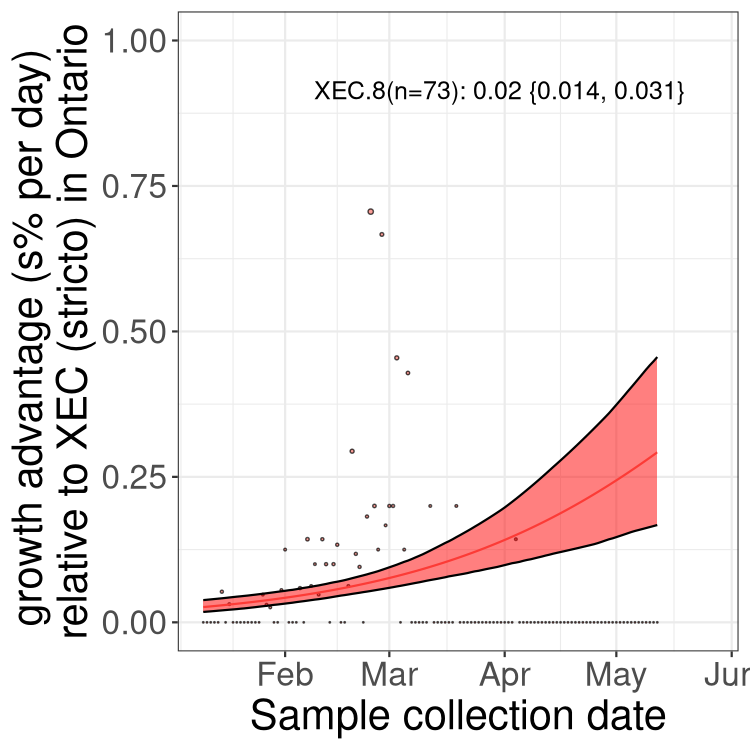 growth advantage (s% per day)
relative to XEC (stricto) in Ontario
1.00
0.75
0.50
0.25
0.00
XEC.8(n=73): 0.02 {0.014, 0.031}
Feb Mar Apr May Jun
Sample collection date